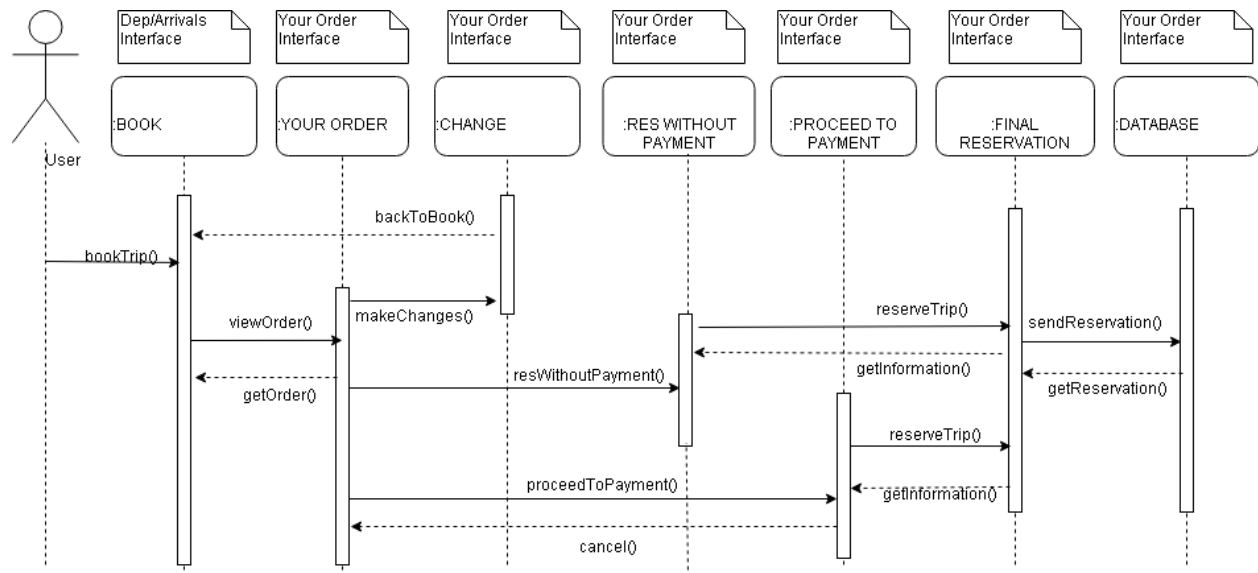 Dep/Arrivals
Interface
Your Order
Interface
Your Order
Interface
Your Order
Interface
Your Order
Interface
Your Order
Interface
Your Order
Interface
:BOOK
:YOUR ORDER
:CHANGE
:RES WITHOUT
PAYMENT
:PROCEED TO
PAYMENT
:FINAL
RESERVATION
:DATABASE
User
backToBook()
bookTrip()
makeChanges()
viewOrder()
reserveTrip()
sendReservation()
getInformation()
resWithoutPayment()
getOrder()
getReservation()
reserveTrip()
proceedToPayment()
getInformation()
cancel()